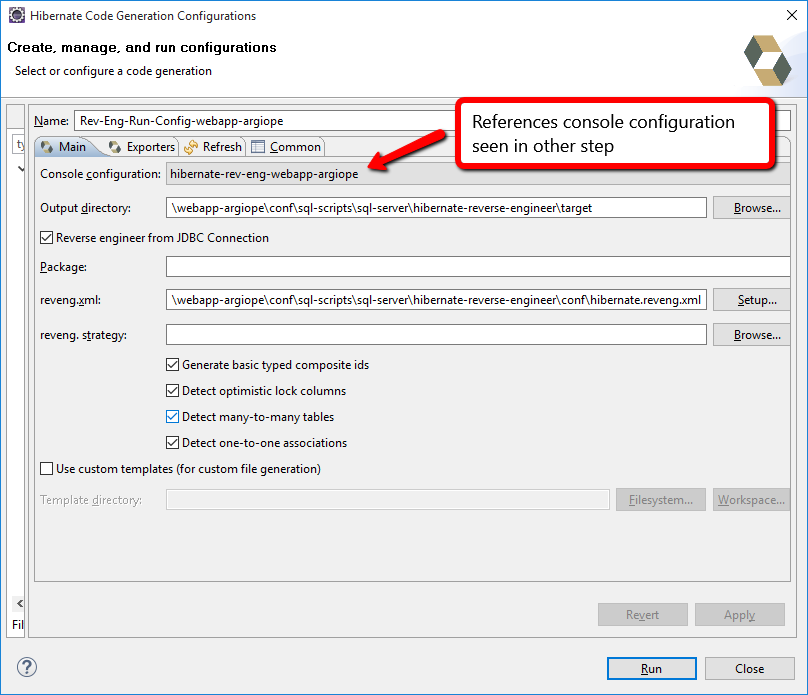 Hibernate Code Generation Configurations
Create, manage, and run configurations
Select or configure a code generation
Name: Rev-Eng-Run-Config-webapp-argiope
References console configuration
seen in other step
Main Exporters Refresh Common
Console configuration: hibernate-rev-eng-webapp-argiope
Output directory: \webapp-argiope\conf\sql-scripts\sql-server\hibernate-reverse-engineer\target Browse...
Reverse engineer from JDBC Connection
Package:
reveng.xml: \webapp-argiope\conf\sql-scripts\sql-server\hibernate-reverse-engineer\conf\hibernate.reveng.xml Setup...
reveng. strategy: Browse...
Generate basic typed composite ids
Detect optimistic lock columns
Detect many-to-many tables
Detect one-to-one associations
Use custom templates (for custom file generation)
Template directory: Filesystem... Workspace...
Fil
Revert Apply
? Run Close